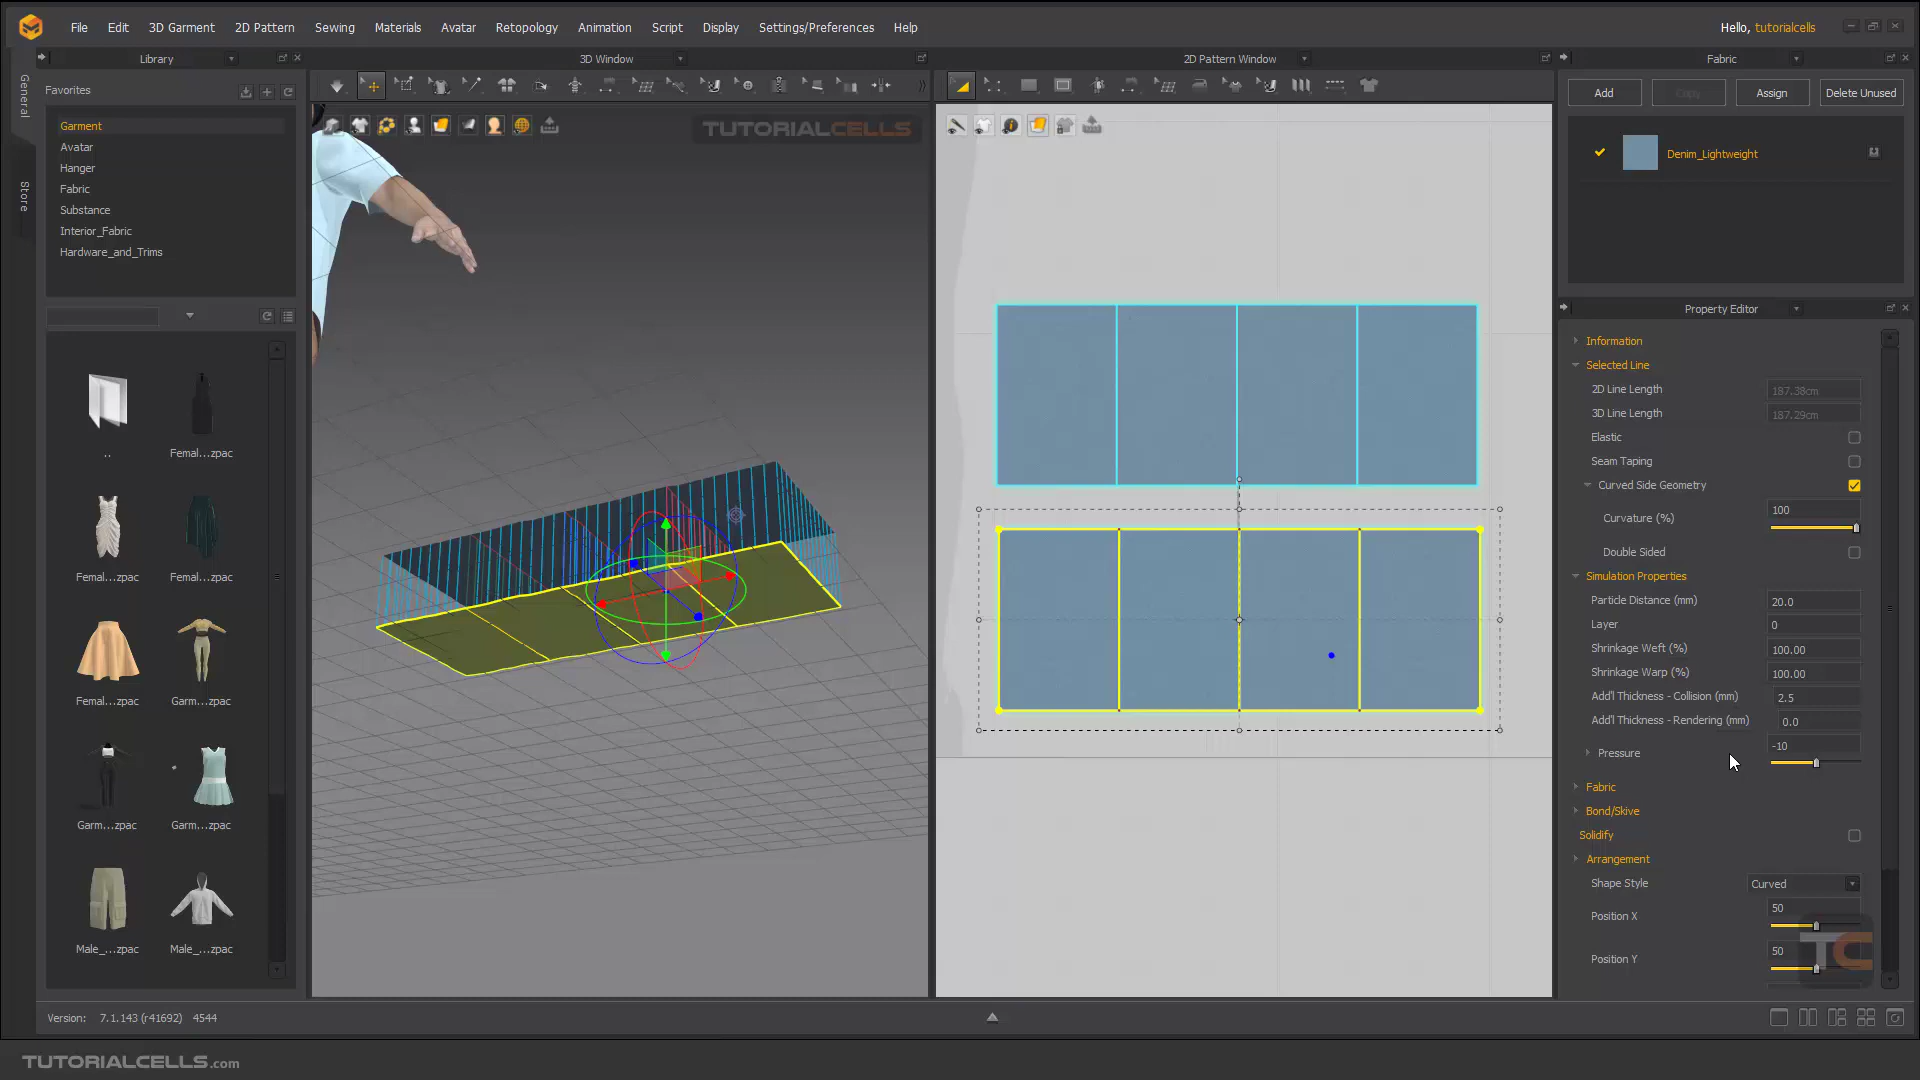 File Edit 3D Garment 2D Pattern Sewing Materials Avatar Retopology Animation Script Display Settings/Preferences Help Hello, tutorialcells
Library 3D Window 2D Pattern Window Fabric
General
Store
Favorites
Garment
Avatar
Hanger
Fabric
Substance
Interior_Fabric
Hardware_and_Trims
..
Femal...zpac
Femal...zpac
Femal...zpac
Femal...zpac
Garm...zpac
Garm...zpac
Garm...zpac
Male_...zpac
Male_...zpac
TUTORIALCELLS
Add Copy Assign Delete Unused
Denim_Lightweight
Property Editor
Information
Selected Line
2D Line Length 187.38cm
3D Line Length 187.29cm
Elastic
Seam Taping
Curved Side Geometry
Curvature (%) 100
Double Sided
Simulation Properties
Particle Distance (mm) 20.0
Layer 0
Shrinkage Weft (%) 100.00
Shrinkage Warp (%) 100.00
Add'l Thickness - Collision (mm) 2.5
Add'l Thickness - Rendering (mm) 0.0
Pressure -10
Fabric
Bond/Skive
Solidify
Arrangement
Shape Style Curved
Position X 50
Position Y 50
TC
Version: 7.1.143 (r41692) 4544
TUTORIALCELLS.com